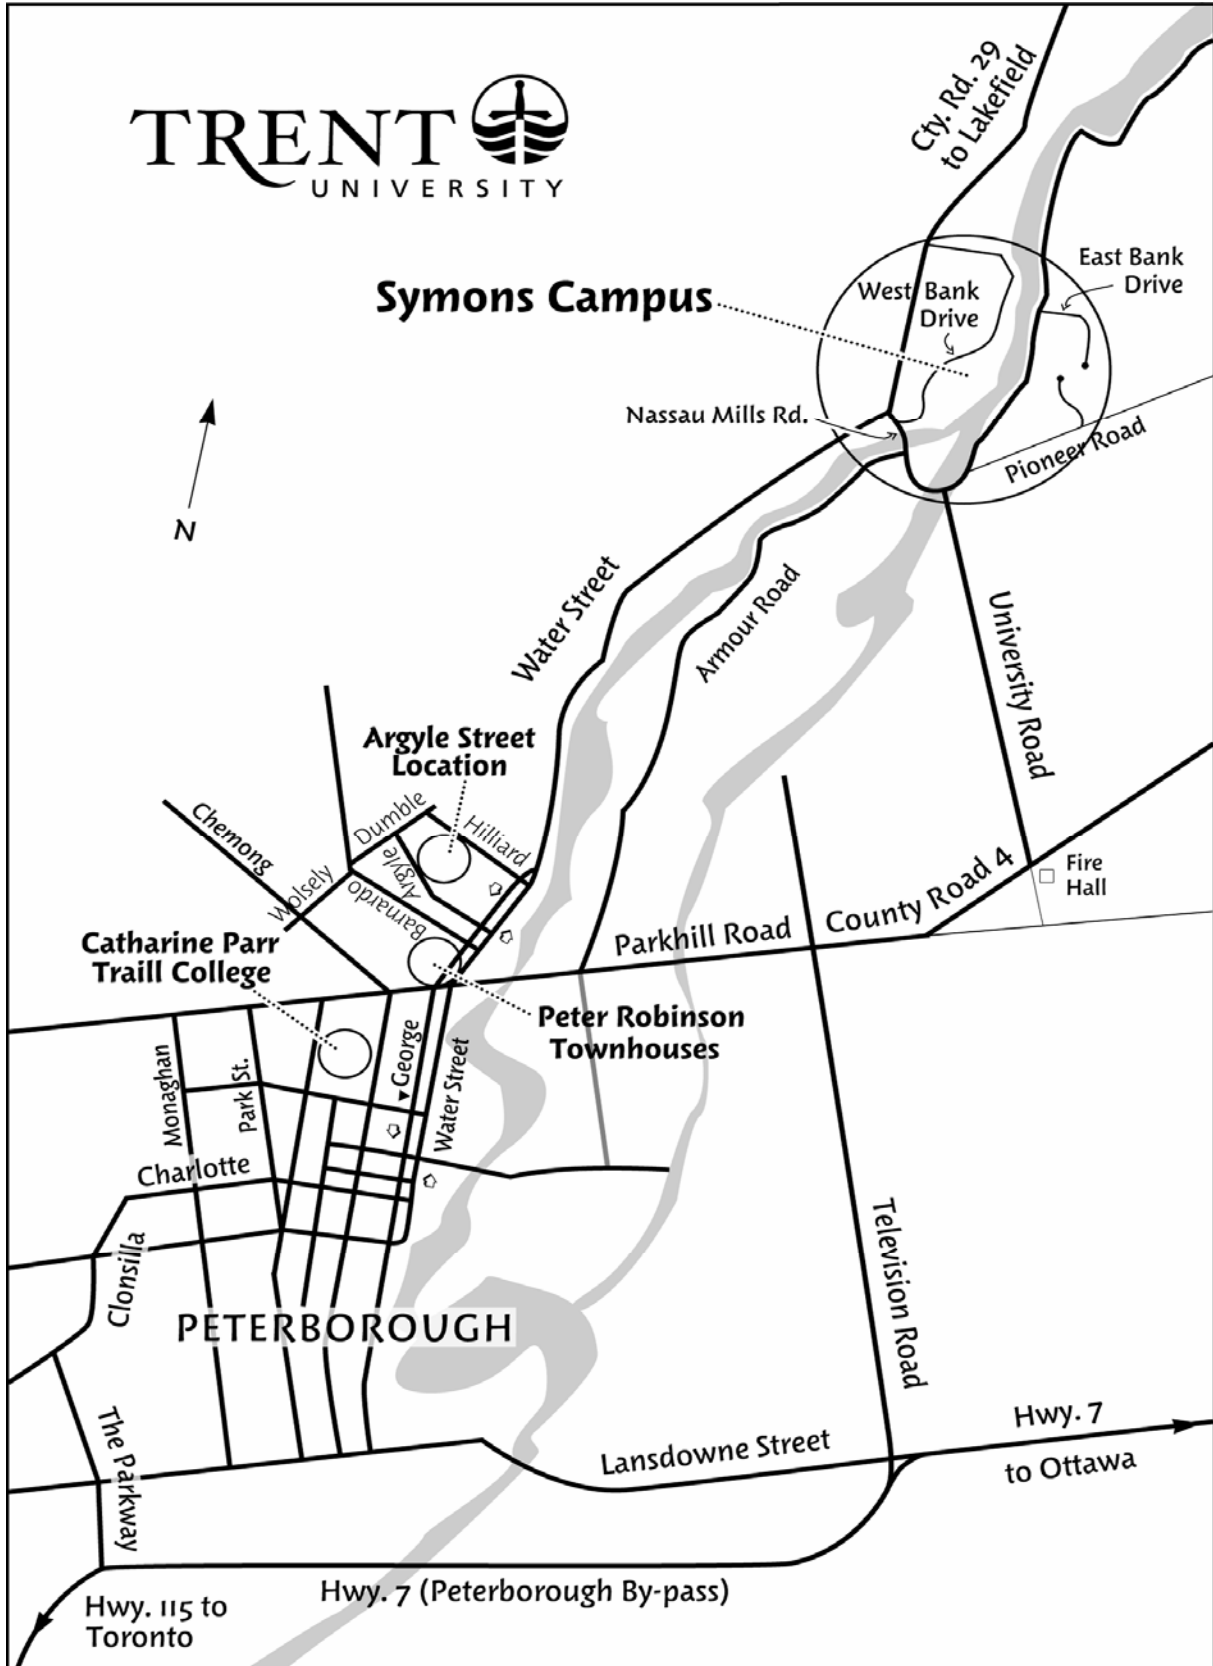 TRENT
UNIVERSITY
Cty. Rd. 29
to Lakefield
Symons Campus
West Bank
Drive
East Bank
Drive
Nassau Mills Rd.
Pioneer Road
N
Water Street
Armour Road
University Road
Argyle Street
Location
Chemong
Dumble
Hilliard
Argyle
Wolsely
Barnardo
Fire
Hall
County Road 4
Parkhill Road
Catharine Parr
Traill College
Peter Robinson
Townhouses
Monaghan
Park St.
George
Water Street
Charlotte
Clonsilla
Television Road
PETERBOROUGH
The Parkway
Lansdowne Street
Hwy. 7
to Ottawa
Hwy. 7 (Peterborough By-pass)
Hwy. 115 to
Toronto